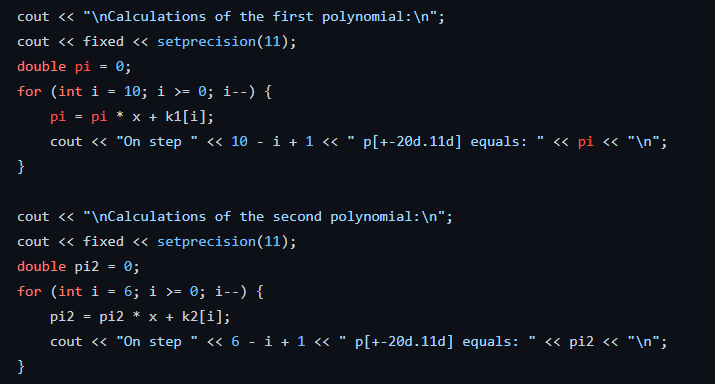 cout << "\nCalculations of the first polynomial:\n";
cout << fixed << setprecision(11);
double pi = 0;
for (int i = 10; i >= 0; i--) {
    pi = pi * x + k1[i];
    cout << "On step " << 10 - i + 1 << " p[+-20d.11d] equals: " << pi << "\n";
}

cout << "\nCalculations of the second polynomial:\n";
cout << fixed << setprecision(11);
double pi2 = 0;
for (int i = 6; i >= 0; i--) {
    pi2 = pi2 * x + k2[i];
    cout << "On step " << 6 - i + 1 << " p[+-20d.11d] equals: " << pi2 << "\n";
}